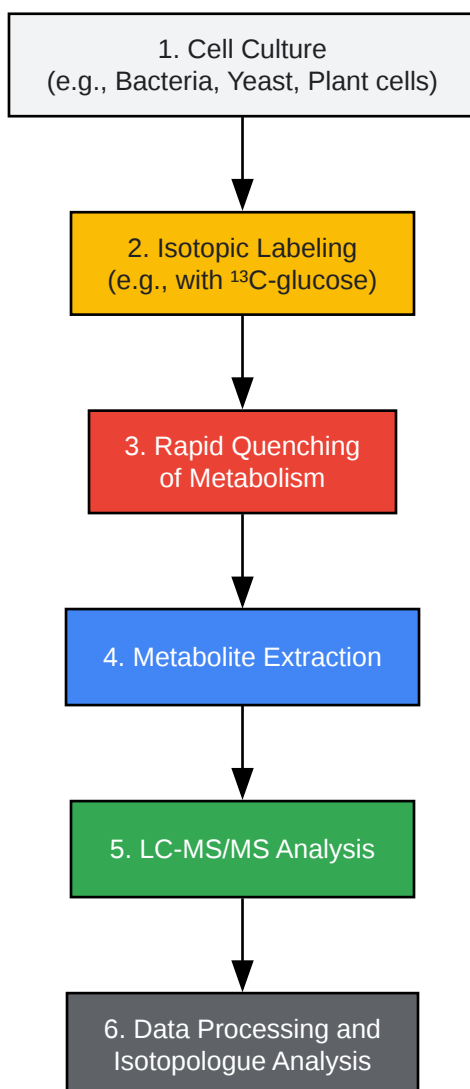 1. Cell Culture
(e.g., Bacteria, Yeast, Plant cells)
2. Isotopic Labeling
(e.g., with ¹³C-glucose)
3. Rapid Quenching
of Metabolism
4. Metabolite Extraction
5. LC-MS/MS Analysis
6. Data Processing and
Isotopologue Analysis